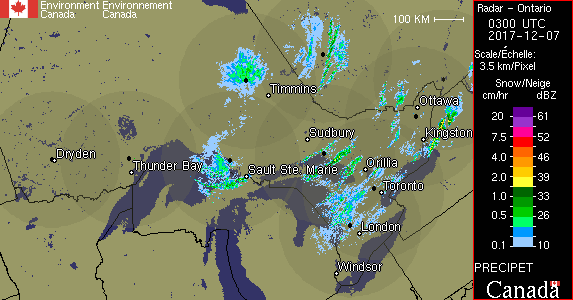 Environment Environnement
Canada Canada
100 KM
Radar - Ontario
0300 UTC
2017-12-07
Scale/Échelle:
3.5 km/Pixel
Snow/Neige
cm/hr dBZ
20 61
7.5 52
4.0 46
2.0 39
1.0 33
0.5 26
0.1 10
PRECIPET
Canada
Timmins
Ottawa
Kingston
Sudbury
Dryden
Thunder Bay
Sault Ste. Marie
Orillia
Toronto
London
Windsor